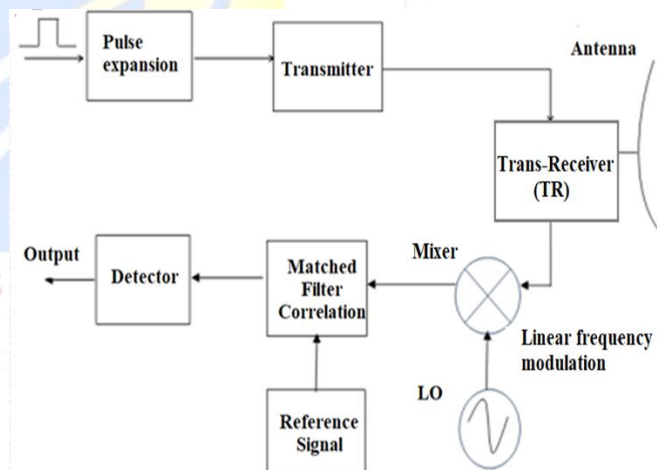 Pulse
expansion
Transmitter
Antenna
Trans-Receiver
(TR)
Mixer
Output
Detector
Matched
Filter
Correlation
Linear frequency
modulation
LO
Reference
Signal